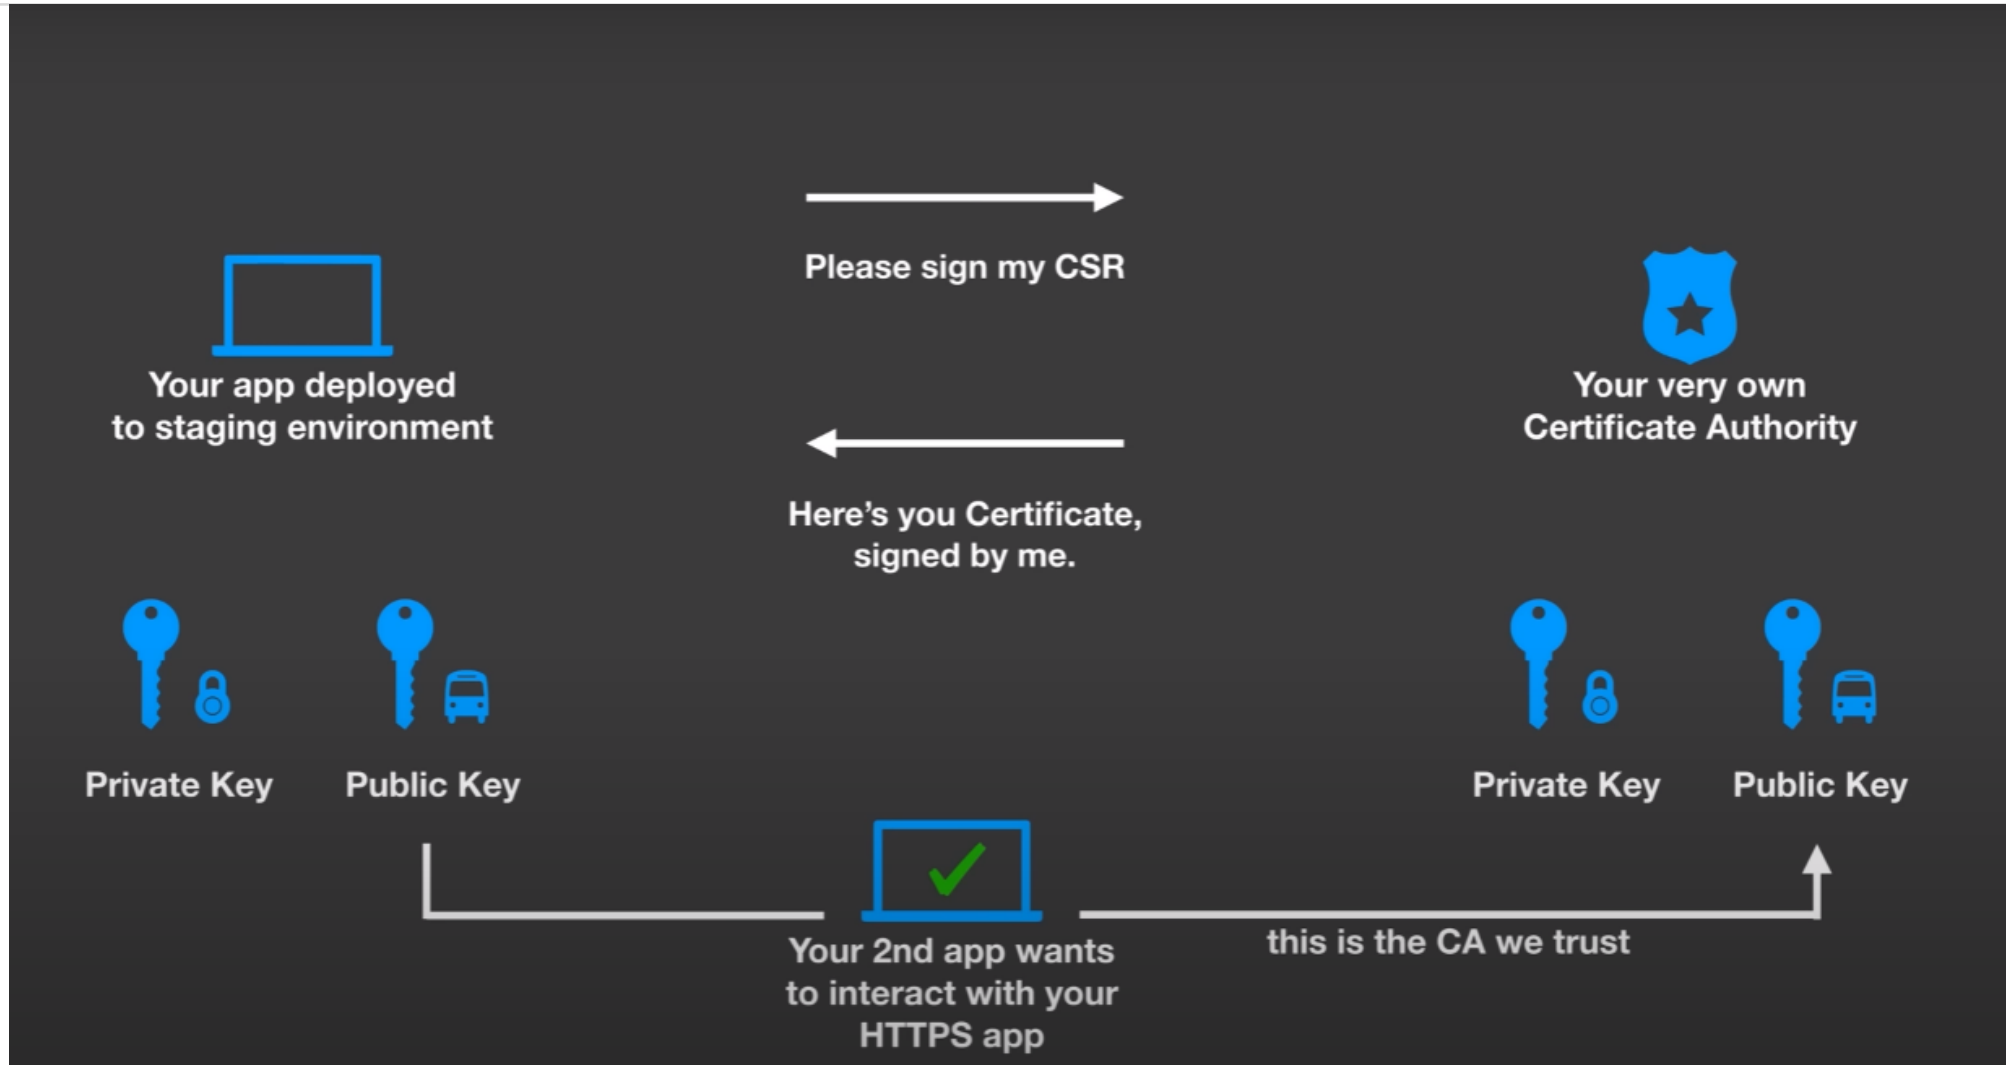 Please sign my CSR
Your app deployed
to staging environment
Your very own
Certificate Authority
Here's you Certificate,
signed by me.
Private Key
Public Key
Private Key
Public Key
this is the CA we trust
Your 2nd app wants
to interact with your
HTTPS app